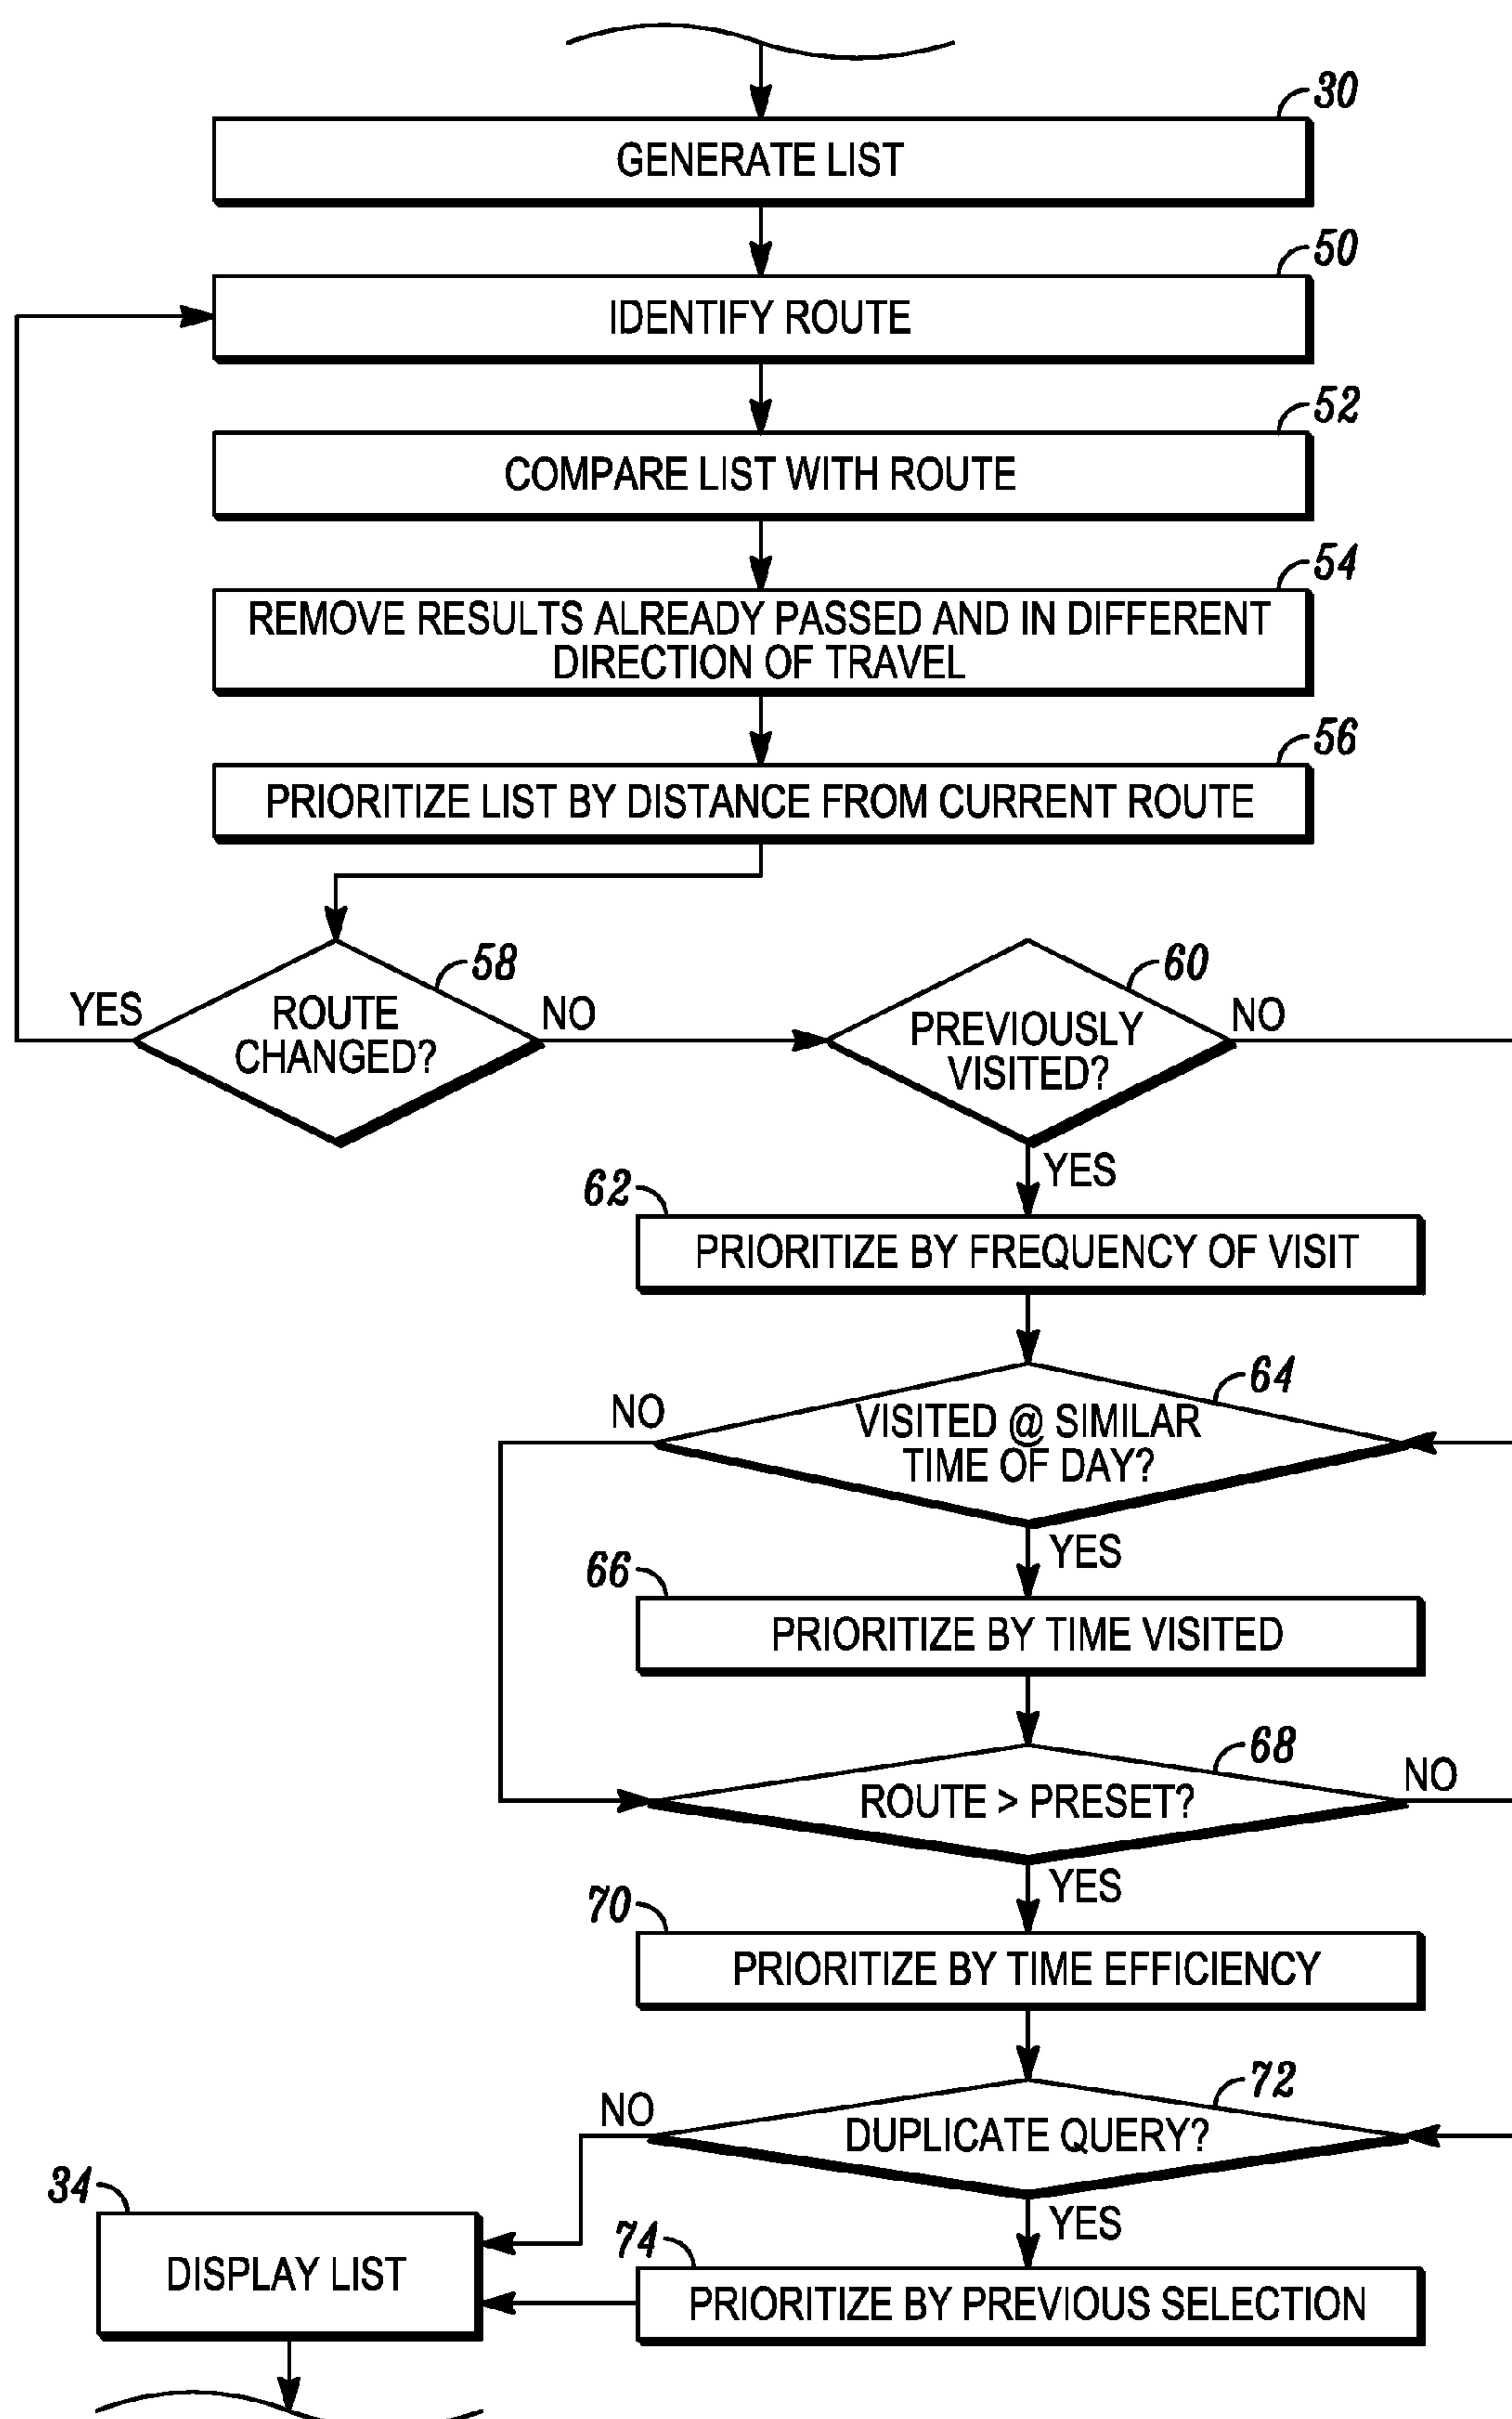 30
GENERATE LIST
50
IDENTIFY ROUTE
52
COMPARE LIST WITH ROUTE
54
REMOVE RESULTS ALREADY PASSED AND IN DIFFERENT
DIRECTION OF TRAVEL
56
PRIORITIZE LIST BY DISTANCE FROM CURRENT ROUTE
58
YES
ROUTE
CHANGED?
NO
60
PREVIOUSLY
VISITED?
NO
YES
62
PRIORITIZE BY FREQUENCY OF VISIT
64
NO
VISITED @ SIMILAR
TIME OF DAY?
YES
66
PRIORITIZE BY TIME VISITED
68
ROUTE > PRESET?
NO
YES
70
PRIORITIZE BY TIME EFFICIENCY
72
NO
DUPLICATE QUERY?
YES
34
DISPLAY LIST
74
PRIORITIZE BY PREVIOUS SELECTION